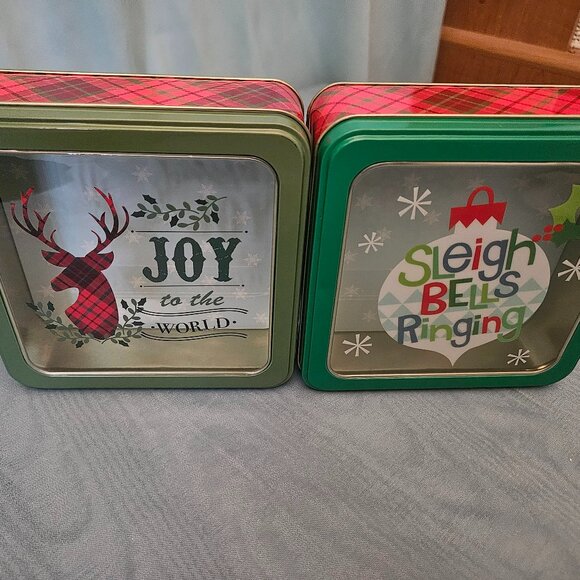 JOY
to the
·WORLD·
Sleigh
BELLS
Ringing